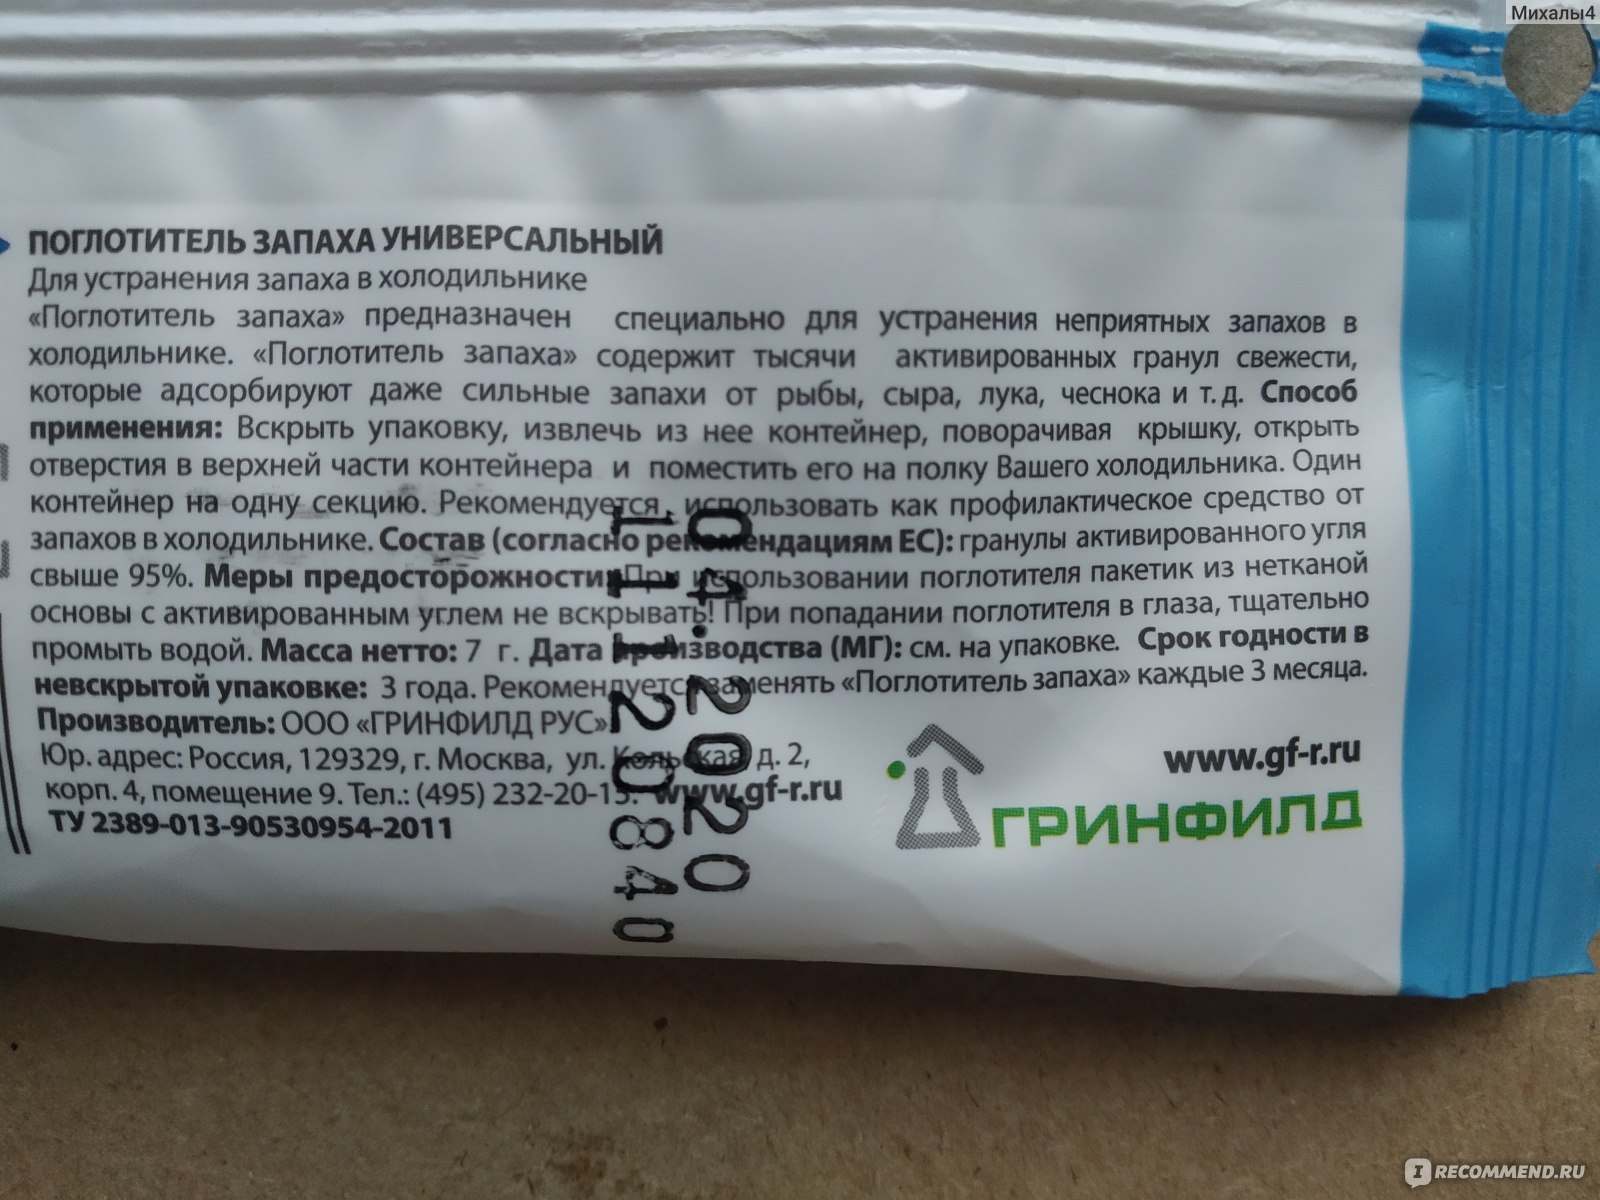 Михалы4
ПОГЛОТИТЕЛЬ ЗАПАХА УНИВЕРСАЛЬНЫЙ
Для устранения запаха в холодильнике
«Поглотитель запаха» предназначен специально для устранения неприятных запахов в
холодильнике. «Поглотитель запаха» содержит тысячи активированных гранул свежести,
которые адсорбируют даже сильные запахи от рыбы, сыра, лука, чеснока и т. д. Способ
применения: Вскрыть упаковку, извлечь из нее контейнер, поворачивая крышку, открыть
отверстия в верхней части контейнера и поместить его на полку Вашего холодильника. Один
контейнер на одну секцию. Рекомендуется, использовать как профилактическое средство от
запахов в холодильнике. Состав (согласно рекомендациям ЕС): гранулы активированного угля
свыше 95%. Меры предосторожности: При использовании поглотителя пакетик из нетканой
основы с активированным углем не вскрывать! При попадании поглотителя в глаза, тщательно
промыть водой. Масса нетто: 7 г. Дата производства (МГ): см. на упаковке. Срок годности в
невскрытой упаковке: 3 года. Рекомендуется заменять «Поглотитель запаха» каждые 3 месяца.
Производитель: ООО «ГРИНФИЛД РУС»
Юр. адрес: Россия, 129329, г. Москва, ул. Кольская д. 2,
корп. 4, помещение 9. Тел.: (495) 232-20-13. www.gf-r.ru
ТУ 2389-013-90530954-2011
04.2020
11120840
www.gf-r.ru
ГРИНФИЛД
IRECOMMEND.RU